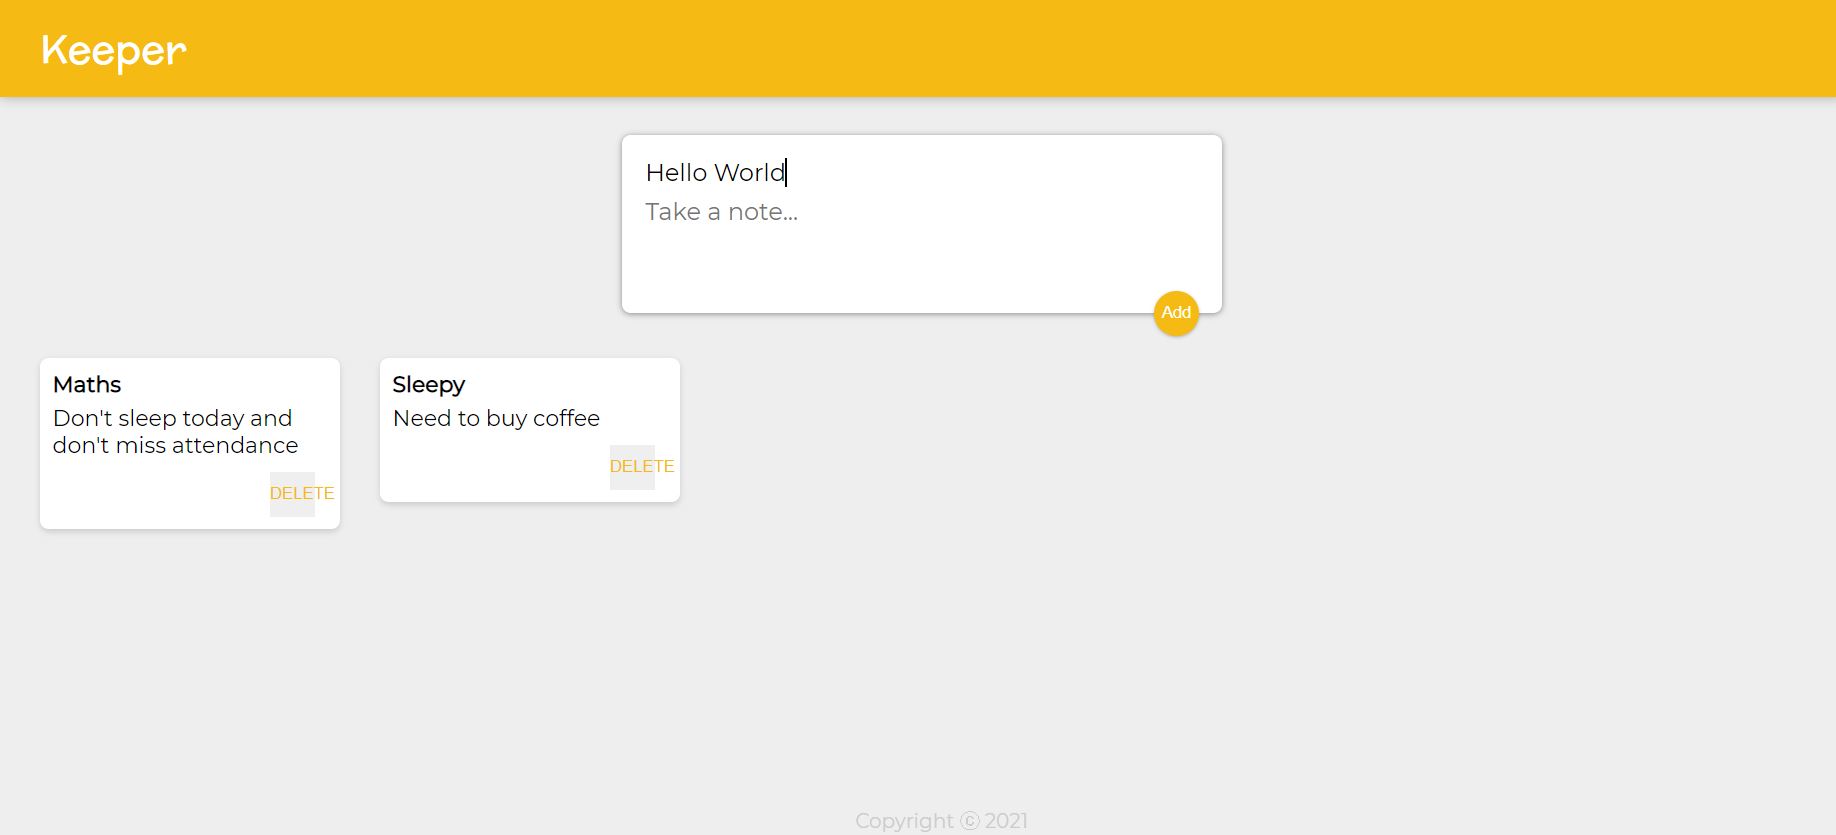 Keeper
Hello World
Take a note...
Add
Maths
Don't sleep today and
don't miss attendance
DELETE
Sleepy
Need to buy coffee
DELETE
Copyright ⓒ 2021